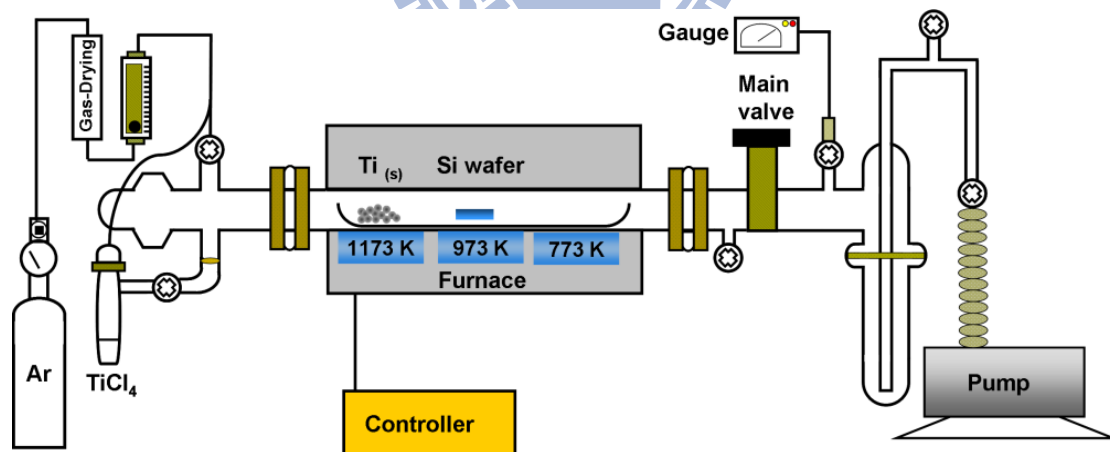 Gas-Drying
Gauge
Main
valve
Ti (s)
Si wafer
1173 K
973 K
773 K
Furnace
Ar
TiCl₄
Controller
Pump